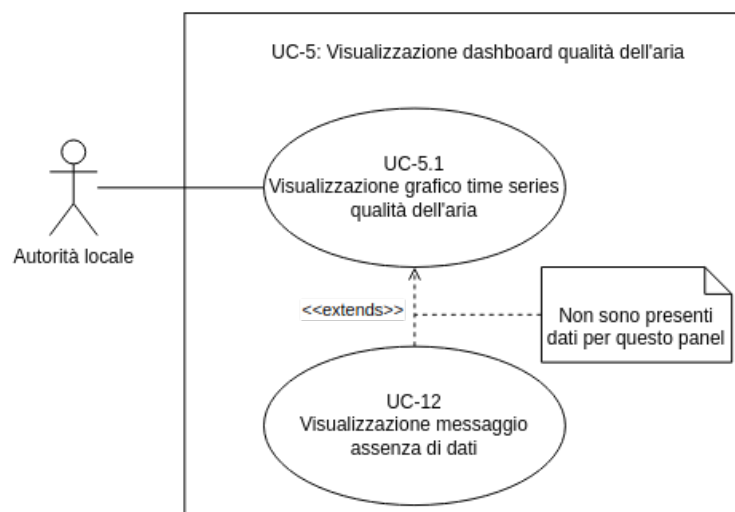 UC-5: Visualizzazione dashboard qualità dell'aria
UC-5.1
Visualizzazione grafico time series
qualità dell'aria
Autorità locale
<<extends>>
Non sono presenti
dati per questo panel
UC-12
Visualizzazione messaggio
assenza di dati